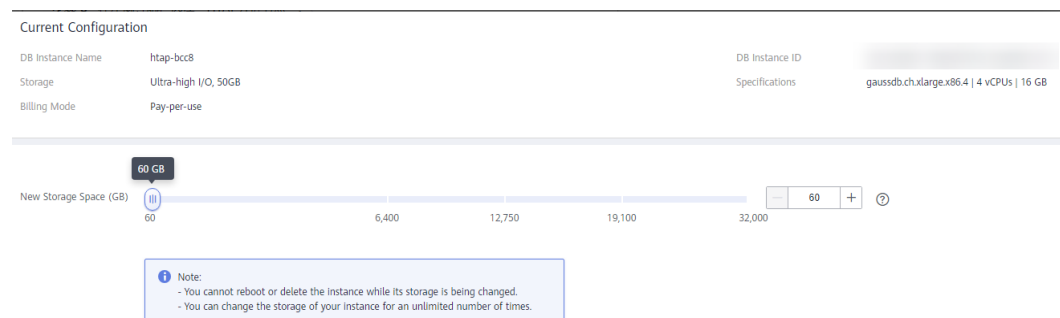 Current Configuration
DB Instance Name htap-bcc8 DB Instance ID
Storage Ultra-high I/O, 50GB Specifications gaussdb.ch.xlarge.x86.4 | 4 vCPUs | 16 GB
Billing Mode Pay-per-use
60 GB
New Storage Space (GB) — 60 + ?
60 6,400 12,750 19,100 32,000
Note:
- You cannot reboot or delete the instance while its storage is being changed.
- You can change the storage of your instance for an unlimited number of times.